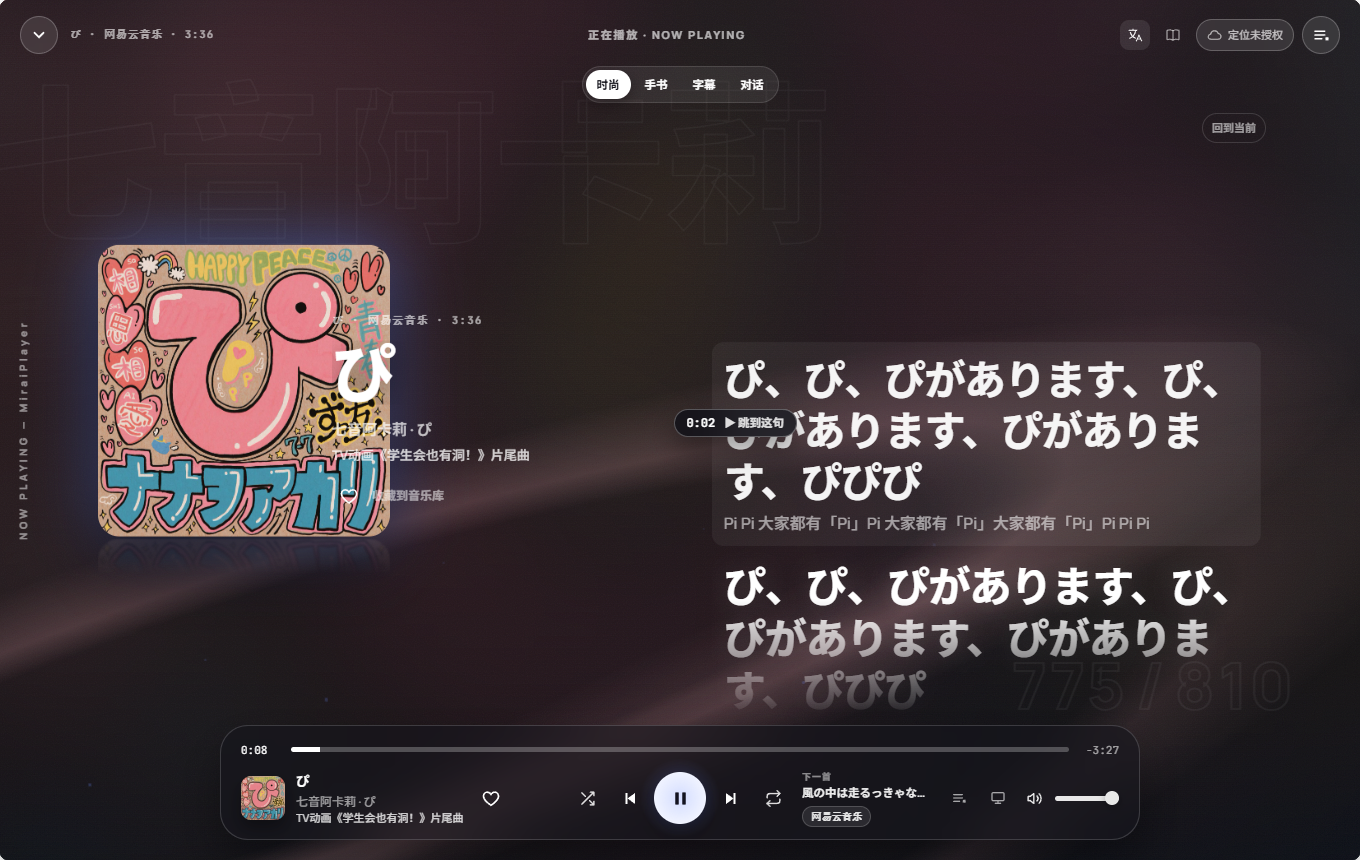 ぴ · 网易云音乐 · 3:36
正在播放 · NOW PLAYING
定位未授权
时尚 手书 字幕 对话
回到当前
七音阿卡莉
NOW PLAYING — MiraiPlayer
HAPPY PEACE
相
思
相
愛
青春
ぴ
ずっ
ナナヲアカリ
ぴ · 网易云音乐 · 3:36
ぴ
七音阿卡莉 · ぴ
TV动画《学生会也有洞！》片尾曲
收藏到音乐库
ぴ、ぴ、ぴがあります、ぴ、
ぴがあります、ぴがありま
す、ぴぴぴ
0:02 ▶ 跳到这句
Pi Pi 大家都有「Pi」Pi 大家都有「Pi」大家都有「Pi」Pi Pi Pi
ぴ、ぴ、ぴがあります、ぴ、
ぴがあります、ぴがありま
す、ぴぴぴ
775 / 810
0:08
-3:27
ぴ
七音阿卡莉 · ぴ
TV动画《学生会也有洞！》片尾曲
下一首
風の中は走るっきゃな…
网易云音乐